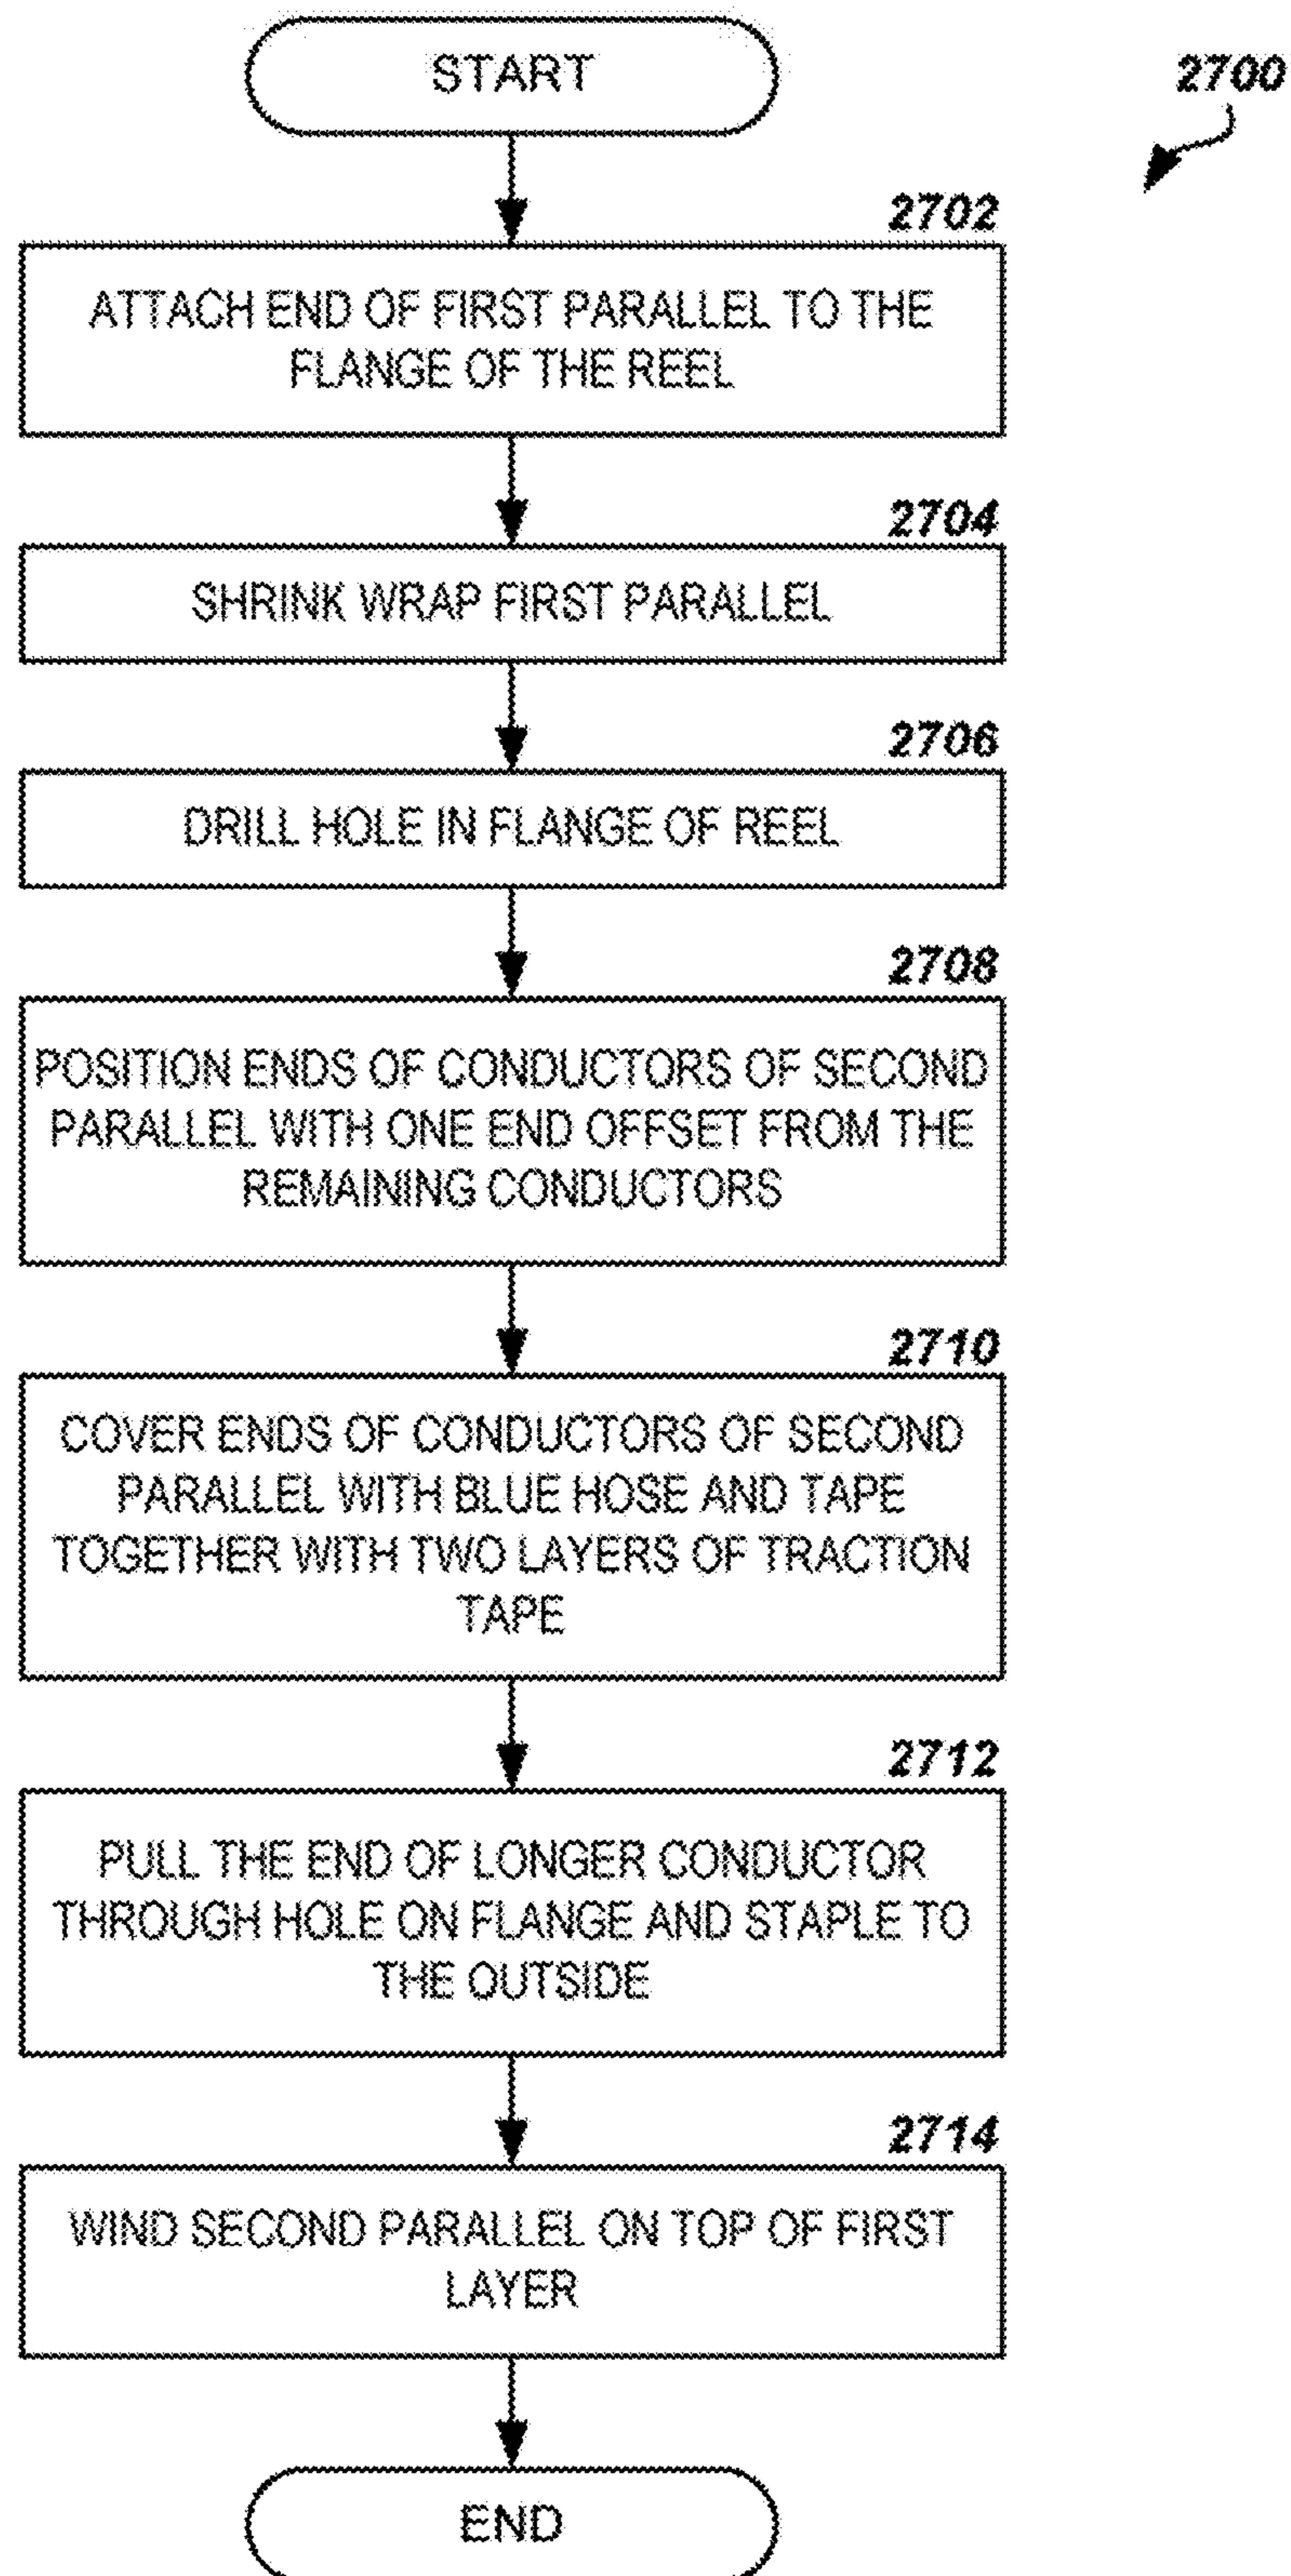 START
2700
2702
ATTACH END OF FIRST PARALLEL TO THE
FLANGE OF THE REEL
2704
SHRINK WRAP FIRST PARALLEL
2706
DRILL HOLE IN FLANGE OF REEL
2708
POSITION ENDS OF CONDUCTORS OF SECOND
PARALLEL WITH ONE END OFFSET FROM THE
REMAINING CONDUCTORS
2710
COVER ENDS OF CONDUCTORS OF SECOND
PARALLEL WITH BLUE HOSE AND TAPE
TOGETHER WITH TWO LAYERS OF TRACTION
TAPE
2712
PULL THE END OF LONGER CONDUCTOR
THROUGH HOLE ON FLANGE AND STAPLE TO
THE OUTSIDE
2714
WIND SECOND PARALLEL ON TOP OF FIRST
LAYER
END